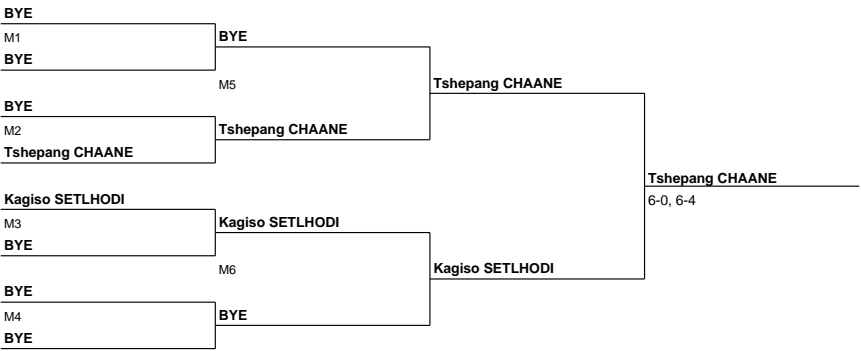 BYE
M1
BYE
BYE
M5
Tshepang CHAANE
BYE
M2
Tshepang CHAANE
Tshepang CHAANE
Tshepang CHAANE
6-0, 6-4
Kagiso SETLHODI
M3
Kagiso SETLHODI
BYE
M6
Kagiso SETLHODI
BYE
M4
BYE
BYE